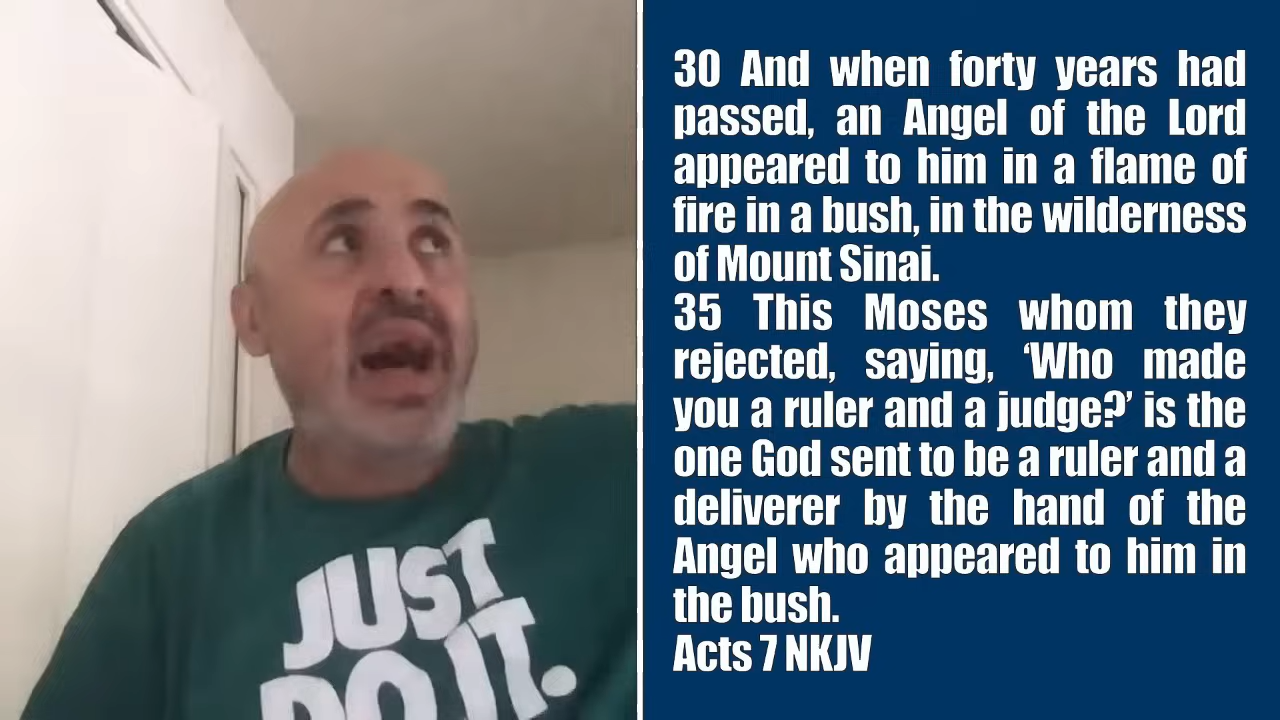 JUST
DO IT.
30 And when forty years had
passed, an Angel of the Lord
appeared to him in a flame of
fire in a bush, in the wilderness
of Mount Sinai.
35 This Moses whom they
rejected, saying, ‘Who made
you a ruler and a judge?’ is the
one God sent to be a ruler and a
deliverer by the hand of the
Angel who appeared to him in
the bush.
Acts 7 NKJV